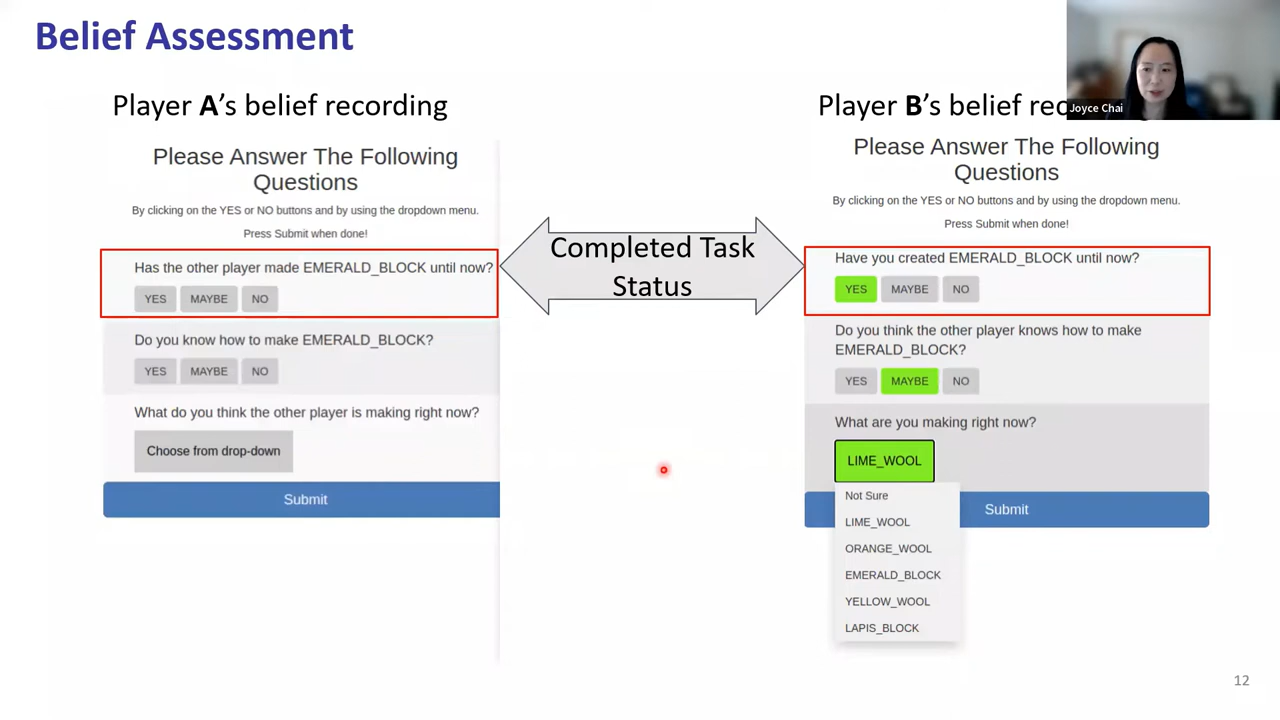 Belief Assessment
Joyce Chai
Player A's belief recording
Please Answer The Following
Questions
By clicking on the YES or NO buttons and by using the dropdown menu.
Press Submit when done!
Has the other player made EMERALD_BLOCK until now?
YES MAYBE NO
Do you know how to make EMERALD_BLOCK?
YES MAYBE NO
What do you think the other player is making right now?
Choose from drop-down
Submit
Completed Task
Status
Player B's belief
Please Answer The Following
Questions
By clicking on the YES or NO buttons and by using the dropdown menu.
Press Submit when done!
Have you created EMERALD_BLOCK until now?
YES MAYBE NO
Do you think the other player knows how to make
EMERALD_BLOCK?
YES MAYBE NO
What are you making right now?
LIME_WOOL
Submit
Not Sure
LIME_WOOL
ORANGE_WOOL
EMERALD_BLOCK
YELLOW_WOOL
LAPIS_BLOCK
12